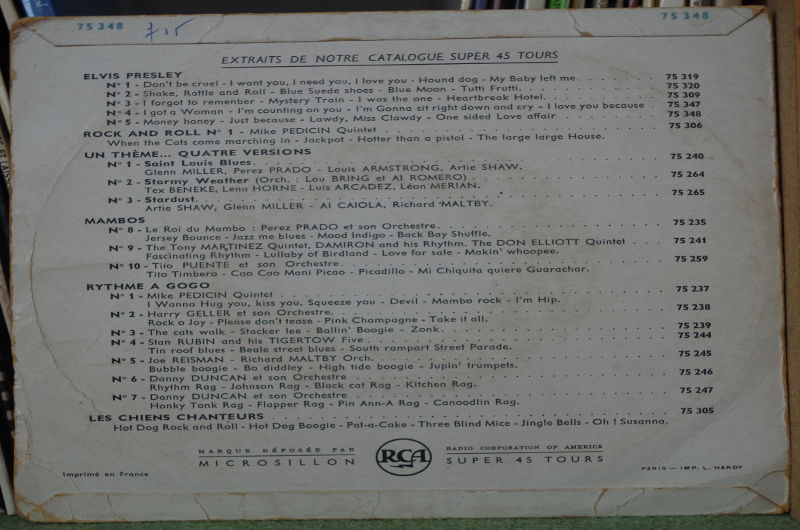 75 348
75 348
EXTRAITS DE NOTRE CATALOGUE SUPER 45 TOURS
ELVIS PRESLEY
N° 1 - Don't be cruel - I want you, I need you, I love you - Hound dog - My Baby left me. 75 319
N° 2 - Shake, Rattle and Roll - Blue Suede shoes - Blue Moon - Tutti Frutti. 75 320
N° 3 - I forgot to remenber - Mystery Train - I was the one - Heartbreak Hotel. 75 309
N° 4 - I got a Woman - I'm counting on you - I'm Gonna sit right down and cry - I love you because 75 347
N° 5 - Money honey - Just because - Lawdy, Miss Clawdy - One sided Love affair 75 348
ROCK AND ROLL N° 1 - Mike PEDICIN Quintet 75 306
When the Cats come marching in - Jackpot - Hotter than a pistol - The large large House.
UN THÈME... QUATRE VERSIONS
N° 1 - Saint Louis Blues. 75 240
Glenn MILLER, Perez PRADO - Louis ARMSTRONG, Artie SHAW.
N° 2 - Stormy Weather (Orch. : Lou BRING et Al ROMERO) 75 264
Tex BENEKE, Lena HORNE - Luis ARCADEZ, Léon MERIAN.
N° 3 - Stardust. 75 265
Artie SHAW, Glenn MILLER - Al CAIOLA, Richard MALTBY.
MAMBOS
N° 8 - Le Roi du Mambo : Perez PRADO et son Orchestre. 75 235
Jersey Bounce - Jazz me blues - Mood Indigo - Back Bay Shuffle.
N° 9 - The Tony MARTINEZ Quintet, DAMIRON and his Rhythm. The DON ELLIOTT Quintet 75 241
Fascinating Rhythm - Lullaby of Birdland - Love for sale - Makin' whoopee.
N° 10 - Tito PUENTE et son Orchestre. 75 259
Tito Timbero - Cao Cao Mani Picao - Picadillo - Mi Chiquita quiere Guarachar.
RYTHME A GOGO
N° 1 - Mike PEDICIN Quintet 75 237
I Wanna Hug you, kiss you, Squeeze you - Devil - Mambo rock - I'm Hip.
N° 2 - Harry GELLER et son Orchestre. 75 238
Rock o Joy - Please don't tease - Pink Champagne - Take it all.
N° 3 - The cats walk - Stacker lee - Ballin' Boogie - Zonk. 75 239
N° 4 - Stan RUBIN and his TIGERTOW Five 75 244
Tin roof blues - Beale street blues - South rampart Street Parade.
N° 5 - Joe REISMAN - Richard MALTBY Orch. 75 245
Bubble boogie - Bo diddley - High tide boogie - Jupin' trumpets.
N° 6 - Danny DUNCAN et son Orchestre 75 246
Rhythm Rag - Johnson Rag - Black cat Rag - Kitchen Rag.
N° 7 - Danny DUNCAN et son Orchestre 75 247
Honky Tonk Rag - Flapper Rag - Pin Ann-A Rag - Canoodlin Rag.
LES CHIENS CHANTEURS 75 305
Hot Dog Rock and Roll - Hot Dog Boogie - Pat-a-Cake - Three Blind Mice - Jingle Bells - Oh ! Susanna.
MARQUE DÉPOSÉE PAR
MICROSILLON
RCA
RADIO CORPORATION OF AMERICA
SUPER 45 TOURS
Imprimé en France
PARIS — IMP. L. HARDY